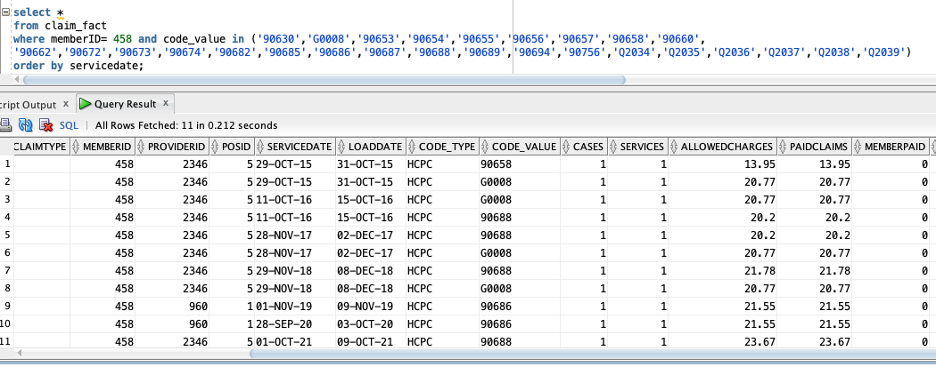 select *
from claim_fact
where memberID= 458 and code_value in ('90630','G0008','90653','90654','90655','90656','90657','90658','90660',
'90662','90672','90673','90674','90682','90685','90686','90687','90688','90689','90694','90756','Q2034','Q2035','Q2036','Q2037','Q2038','Q2039')
order by servicedate;
cript Output x Query Result x
SQL | All Rows Fetched: 11 in 0.212 seconds
CLAIMTYPE MEMBERID PROVIDERID POSID SERVICEDATE LOADDATE CODE_TYPE CODE_VALUE CASES SERVICES ALLOWEDCHARGES PAIDCLAIMS MEMBERPAID
1 458 2346 5 29-OCT-15 31-OCT-15 HCPC 90658 1 1 13.95 13.95 0
2 458 2346 5 29-OCT-15 31-OCT-15 HCPC G0008 1 1 20.77 20.77 0
3 458 2346 5 11-OCT-16 15-OCT-16 HCPC G0008 1 1 20.77 20.77 0
4 458 2346 5 11-OCT-16 15-OCT-16 HCPC 90688 1 1 20.2 20.2 0
5 458 2346 5 28-NOV-17 02-DEC-17 HCPC 90688 1 1 20.2 20.2 0
6 458 2346 5 28-NOV-17 02-DEC-17 HCPC G0008 1 1 20.77 20.77 0
7 458 2346 5 29-NOV-18 08-DEC-18 HCPC 90688 1 1 21.78 21.78 0
8 458 2346 5 29-NOV-18 08-DEC-18 HCPC G0008 1 1 20.77 20.77 0
9 458 960 1 01-NOV-19 09-NOV-19 HCPC 90686 1 1 21.55 21.55 0
10 458 960 1 28-SEP-20 03-OCT-20 HCPC 90686 1 1 21.55 21.55 0
11 458 2346 5 01-OCT-21 09-OCT-21 HCPC 90688 1 1 23.67 23.67 0